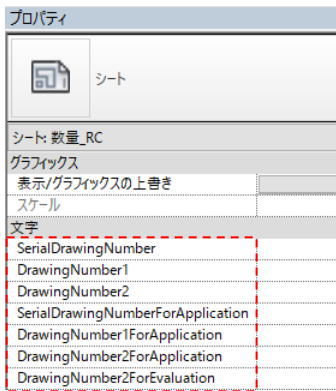 プロパティ
シート
シート: 数量_RC
グラフィックス
表示/グラフィックスの上書き
スケール
文字
SerialDrawingNumber
DrawingNumber1
DrawingNumber2
SerialDrawingNumberForApplication
DrawingNumber1ForApplication
DrawingNumber2ForApplication
DrawingNumber2ForEvaluation